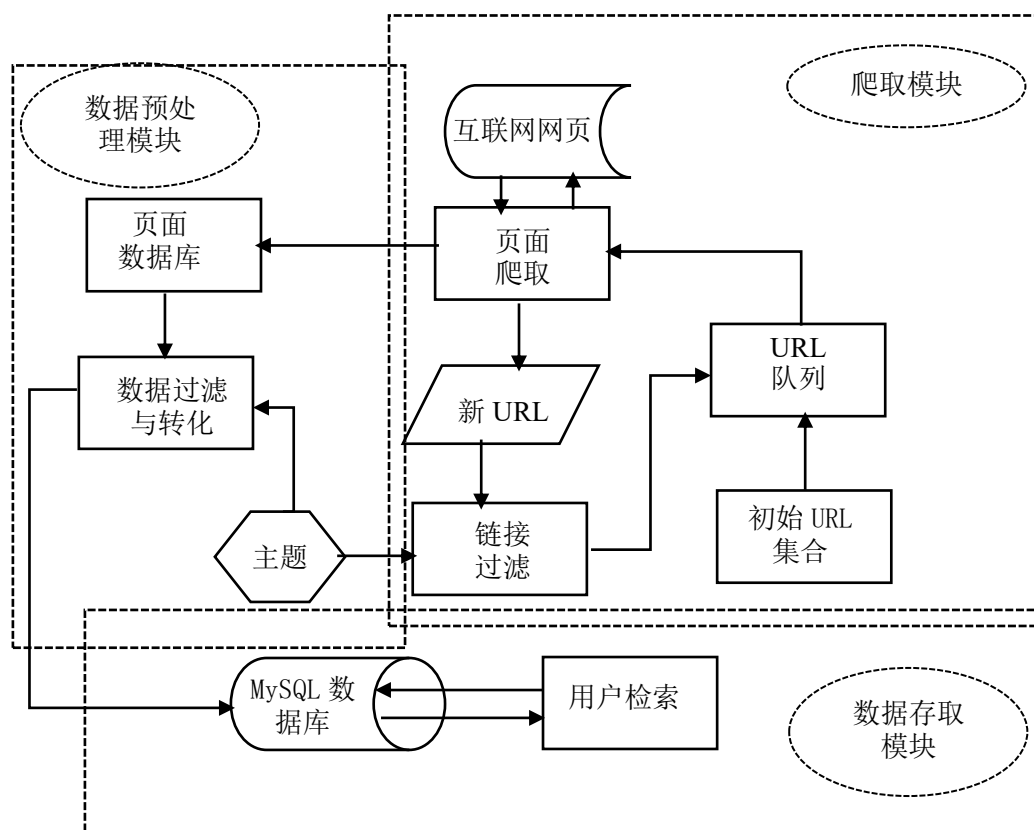 数据预处
理模块
爬取模块
互联网网页
页面
数据库
页面
爬取
URL
队列
数据过滤
与转化
新 URL
主题
链接
过滤
初始 URL
集合
MySQL 数
据库
用户检索
数据存取
模块